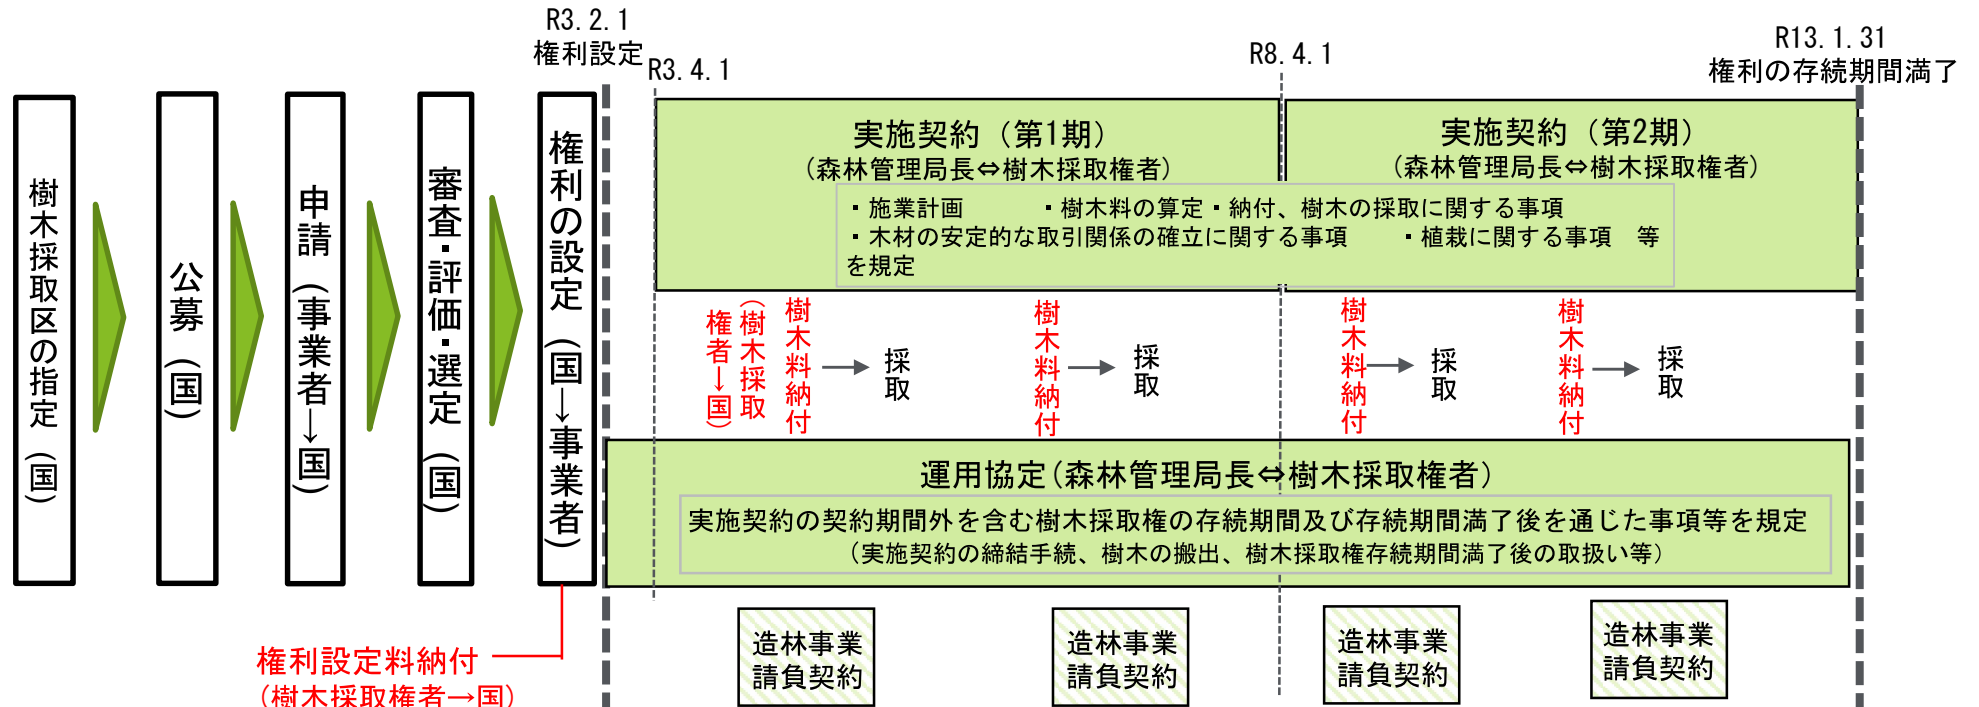 R3.2.1
権利設定
R3.4.1
R8.4.1
R13.1.31
権利の存続期間満了
樹木採取区の指定（国）
公募（国）
申請（事業者→国）
審査・評価・選定（国）
権利の設定（国→事業者）
実施契約（第1期）
（森林管理局長⇔樹木採取権者）
実施契約（第2期）
（森林管理局長⇔樹木採取権者）
・施業計画　　　・樹木料の算定・納付、樹木の採取に関する事項
・木材の安定的な取引関係の確立に関する事項　　・植栽に関する事項　等
を規定
樹木料納付
（樹木採取
権者→国）
→
採取
樹木料納付
→
採取
樹木料納付
→
採取
樹木料納付
→
採取
運用協定（森林管理局長⇔樹木採取権者）
実施契約の契約期間外を含む樹木採取権の存続期間及び存続期間満了後を通じた事項等を規定
（実施契約の締結手続、樹木の搬出、樹木採取権存続期間満了後の取扱い等）
権利設定料納付
（樹木採取権者→国）
造林事業
請負契約
造林事業
請負契約
造林事業
請負契約
造林事業
請負契約